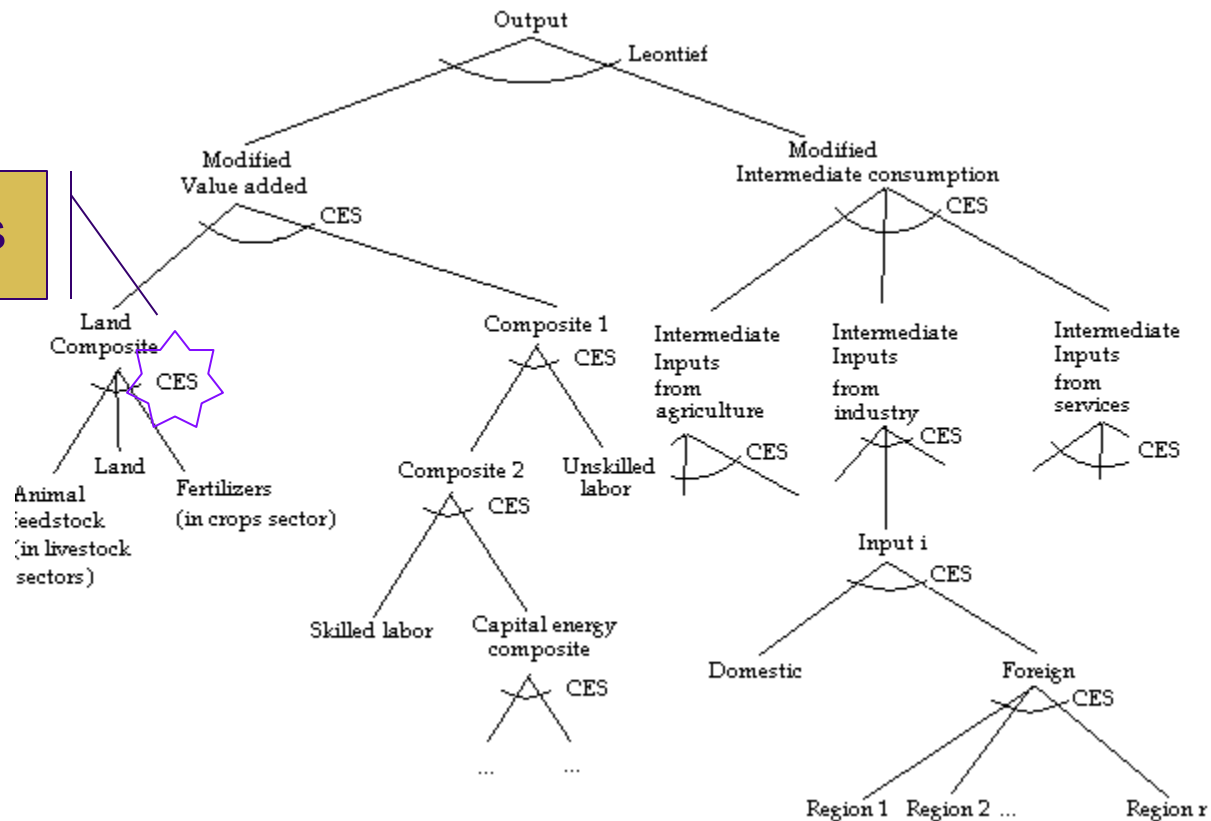 Output
Leontief
Modified
Value added
CES
Modified
Intermediate consumption
CES
s
Land
Composite
CES
Composite 1
CES
Intermediate
Inputs
from
agriculture
CES
Intermediate
Inputs
from
industry
CES
Intermediate
Inputs
from
services
CES
Animal
feedstock
(in livestock
sectors)
Land
Fertilizers
(in crops sector)
Composite 2
CES
Unskilled
labor
Input i
CES
Skilled labor
Capital energy
composite
CES
...
...
Domestic
Foreign
CES
Region 1
Region 2 ...
Region r